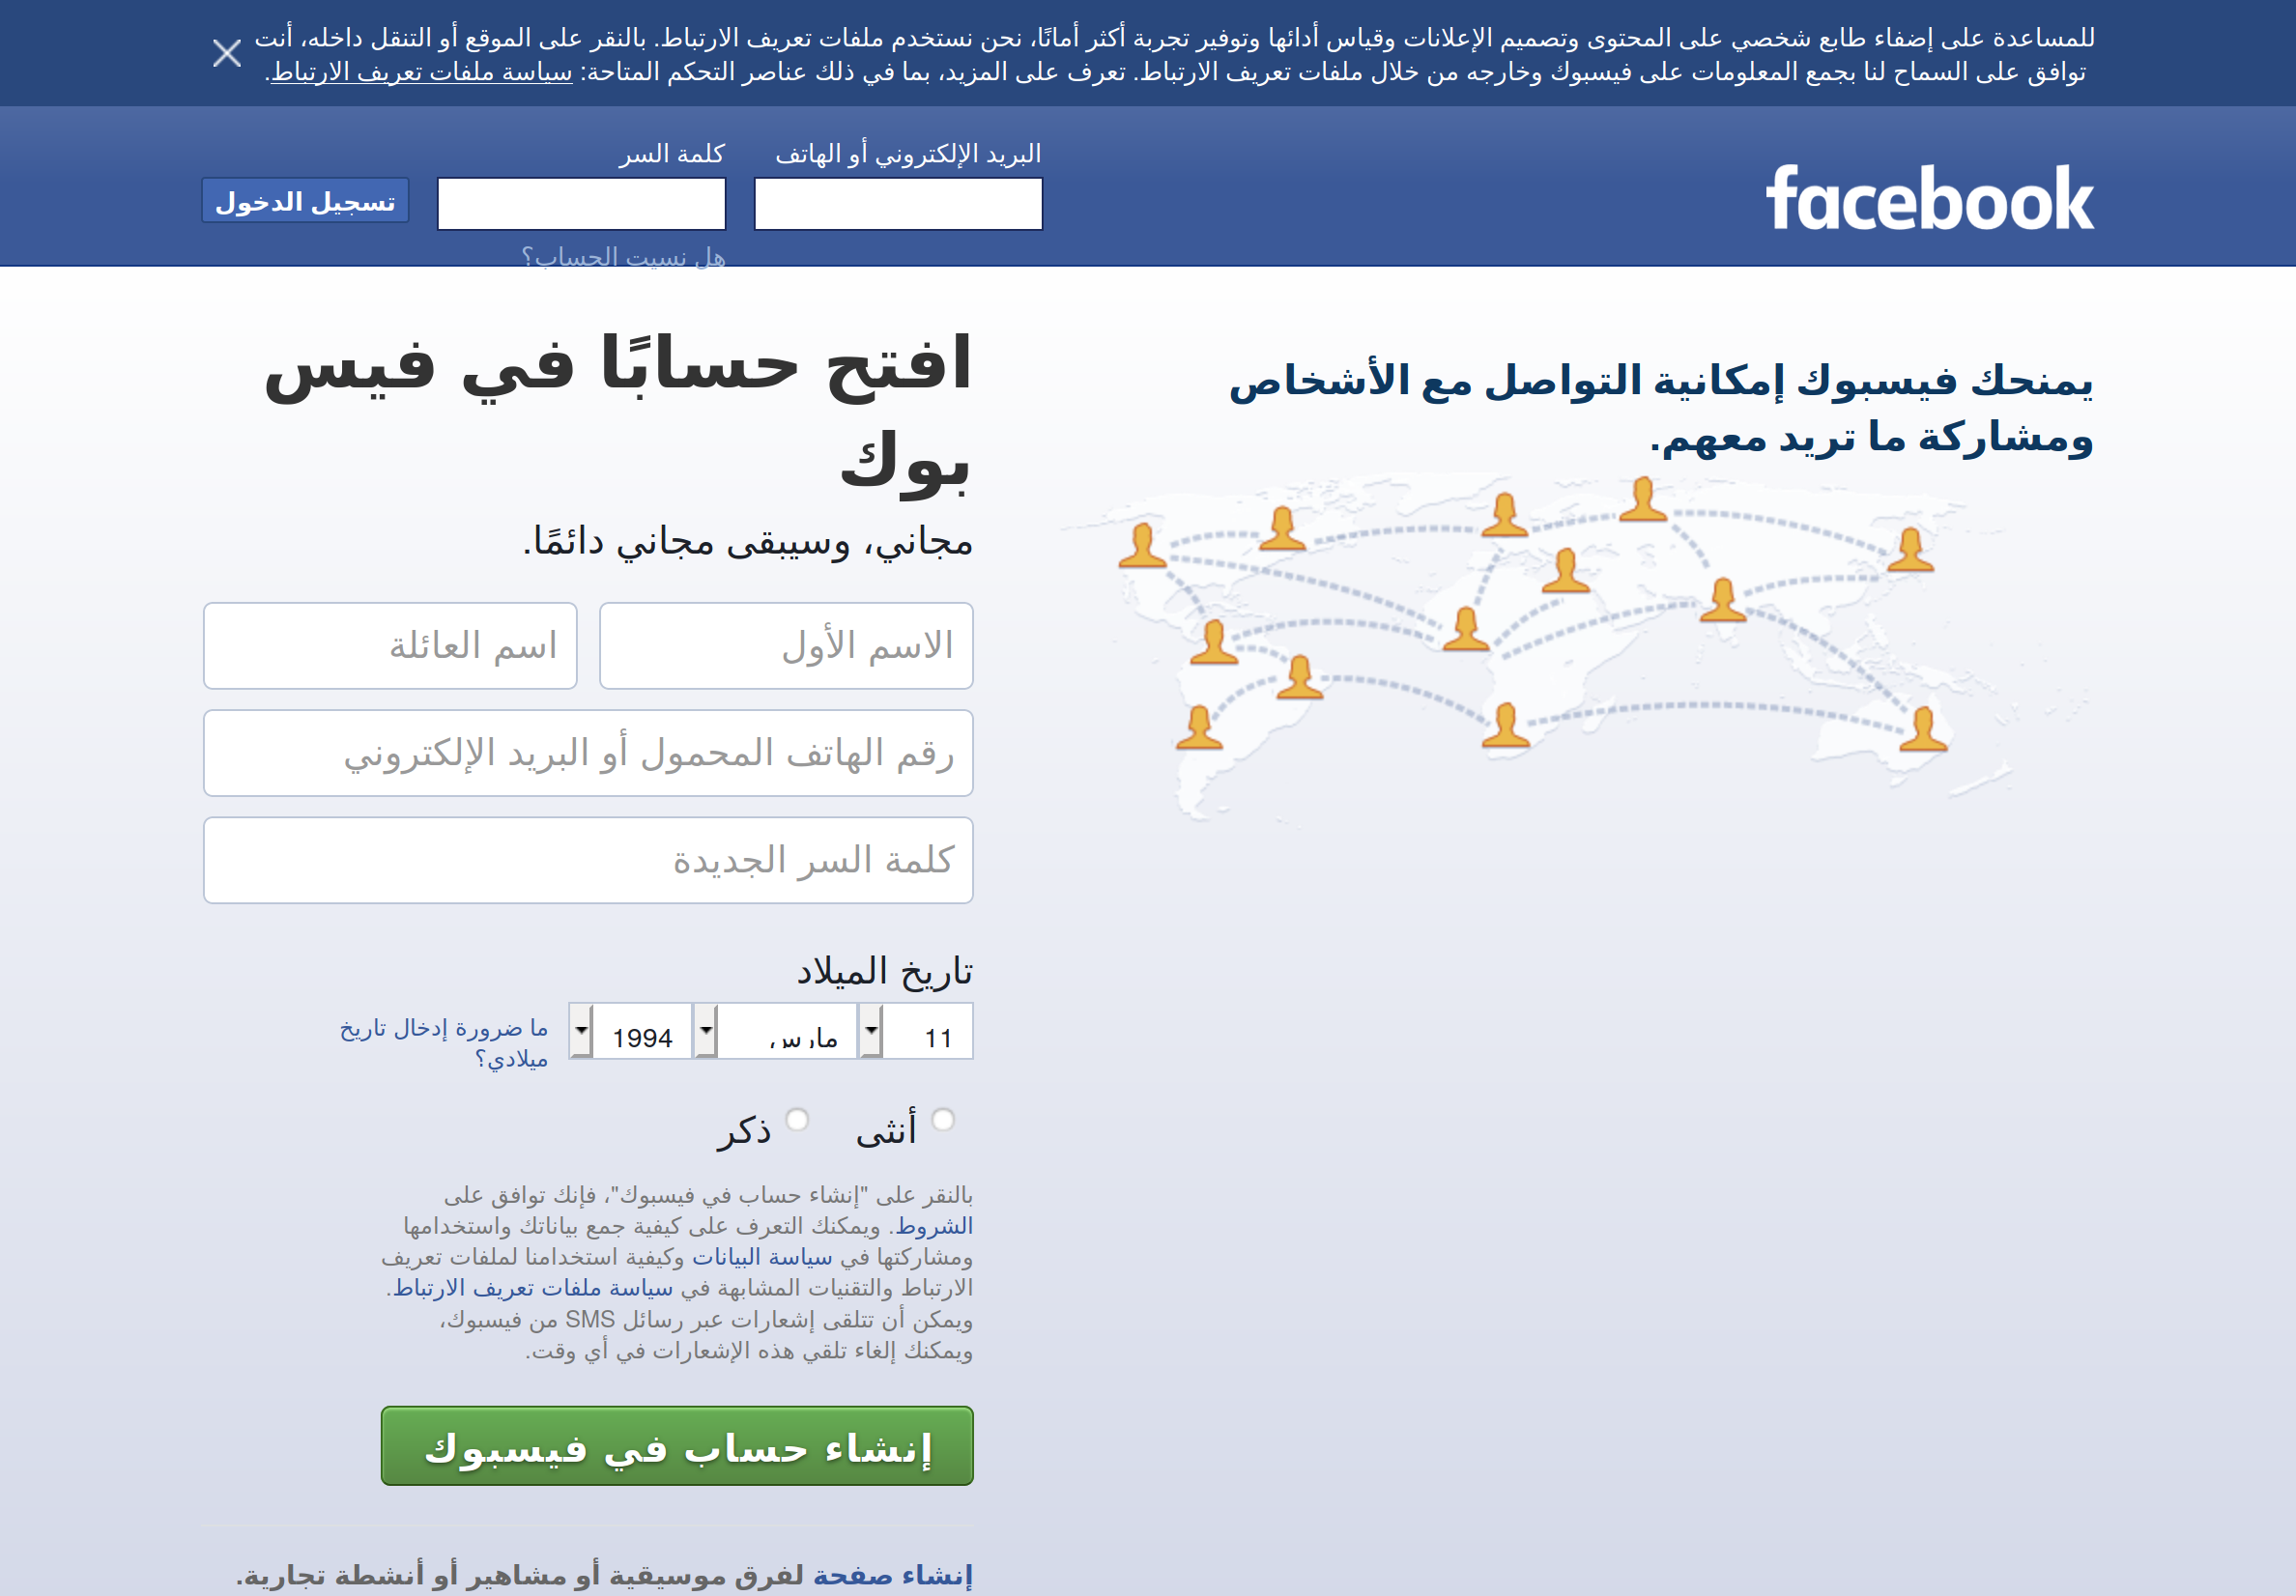 للمساعدة على إضفاء طابع شخصي على المحتوى وتصميم الإعلانات وقياس أدائها وتوفير تجربة أكثر أمانًا، نحن نستخدم ملفات تعريف الارتباط. بالنقر على الموقع أو التنقل داخله، أنت
توافق على السماح لنا بجمع المعلومات على فيسبوك وخارجه من خلال ملفات تعريف الارتباط. تعرف على المزيد، بما في ذلك عناصر التحكم المتاحة: سياسة ملفات تعريف الارتباط.
facebook
البريد الإلكتروني أو الهاتف
كلمة السر
تسجيل الدخول
هل نسيت الحساب؟
يمنحك فيسبوك إمكانية التواصل مع الأشخاص
ومشاركة ما تريد معهم.
افتح حسابًا في فيس
بوك
مجاني، وسيبقى مجاني دائمًا.
الاسم الأول
اسم العائلة
رقم الهاتف المحمول أو البريد الإلكتروني
كلمة السر الجديدة
تاريخ الميلاد
11
مارس
1994
ما ضرورة إدخال تاريخ
ميلادي؟
أنثى
ذكر
بالنقر على "إنشاء حساب في فيسبوك"، فإنك توافق على
الشروط. ويمكنك التعرف على كيفية جمع بياناتك واستخدامها
ومشاركتها في سياسة البيانات وكيفية استخدامنا لملفات تعريف
الارتباط والتقنيات المشابهة في سياسة ملفات تعريف الارتباط.
ويمكن أن تتلقى إشعارات عبر رسائل SMS من فيسبوك،
ويمكنك إلغاء تلقي هذه الإشعارات في أي وقت.
إنشاء حساب في فيسبوك
إنشاء صفحة لفرق موسيقية أو مشاهير أو أنشطة تجارية.